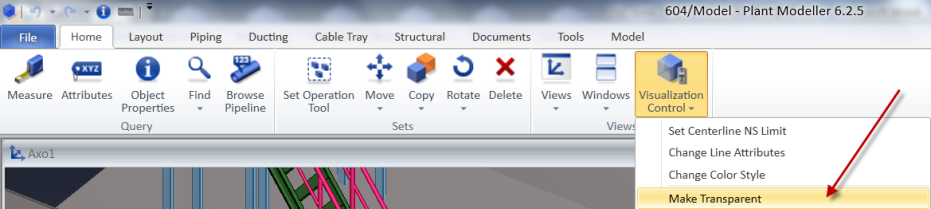 604/Model - Plant Modeller 6.2.5
File Home Layout Piping Ducting Cable Tray Structural Documents Tools Model
XYZ 123
Measure Attributes Object Properties Find Browse Pipeline Set Operation Tool Move Copy Rotate Delete Views Windows Visualization Control
Query Sets Views
Set Centerline NS Limit
Change Line Attributes
Change Color Style
Make Transparent
Axo1